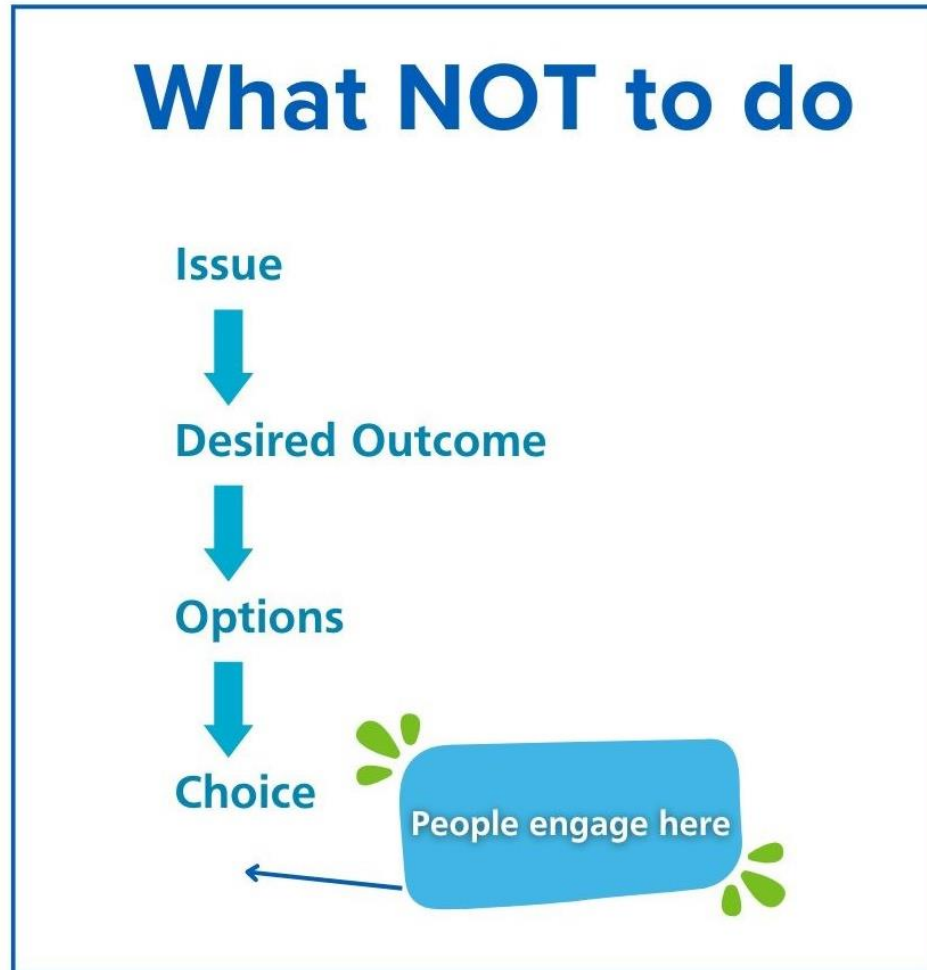 What NOT to do
Issue
Desired Outcome
Options
Choice
People engage here